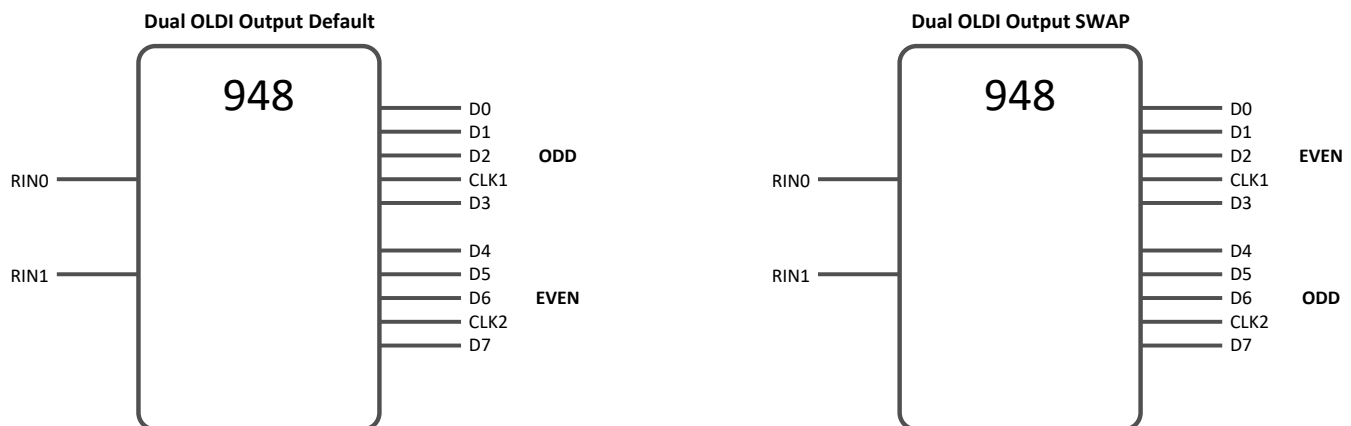 Dual OLDI Output Default
948
D0
D1
D2 ODD
RIN0 CLK1
D3
D4
RIN1 D5
D6 EVEN
CLK2
D7
Dual OLDI Output SWAP
948
D0
D1
D2 EVEN
RIN0 CLK1
D3
D4
RIN1 D5
D6 ODD
CLK2
D7